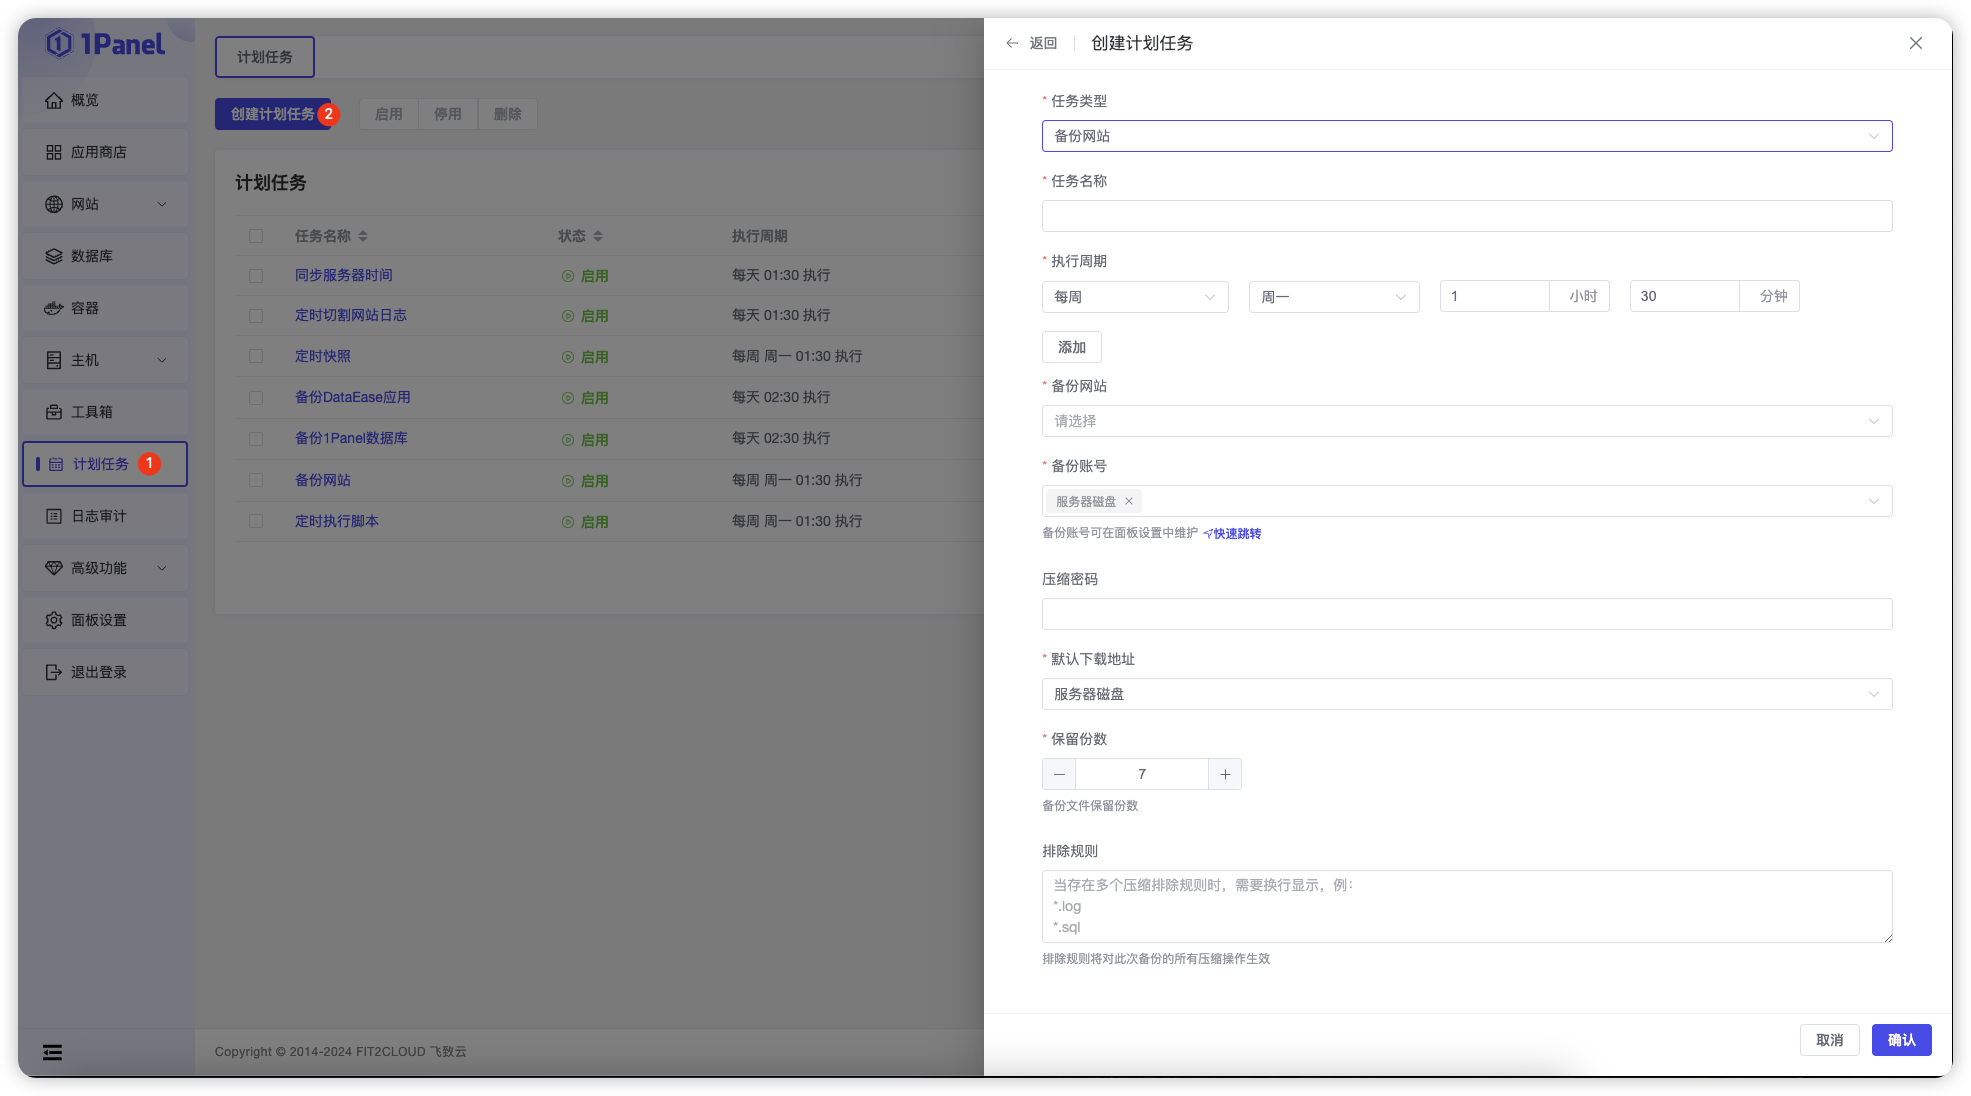 1Panel
概览
应用商店
网站
数据库
容器
主机
工具箱
计划任务 1
日志审计
高级功能
面板设置
退出登录
计划任务
创建计划任务 2 启用 停用 删除
计划任务
任务名称 状态 执行周期
同步服务器时间 启用 每天 01:30 执行
定时切割网站日志 启用 每天 01:30 执行
定时快照 启用 每周 周一 01:30 执行
备份DataEase应用 启用 每天 02:30 执行
备份1Panel数据库 启用 每天 02:30 执行
备份网站 启用 每周 周一 01:30 执行
定时执行脚本 启用 每周 周一 01:30 执行
Copyright © 2014-2024 FIT2CLOUD 飞致云
返回 创建计划任务
* 任务类型
备份网站
* 任务名称
* 执行周期
每周 周一 1 小时 30 分钟
添加
* 备份网站
请选择
* 备份账号
服务器磁盘
备份账号可在面板设置中维护 快速跳转
压缩密码
* 默认下载地址
服务器磁盘
* 保留份数
7
备份文件保留份数
排除规则
当存在多个压缩排除规则时，需要换行显示，例：
*.log
*.sql
排除规则将对此次备份的所有压缩操作生效
取消 确认